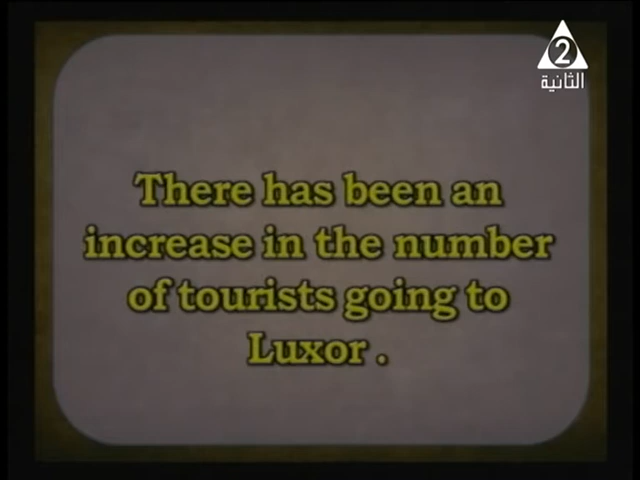 2
الثانية
There has been an
increase in the number
of tourists going to
Luxor .